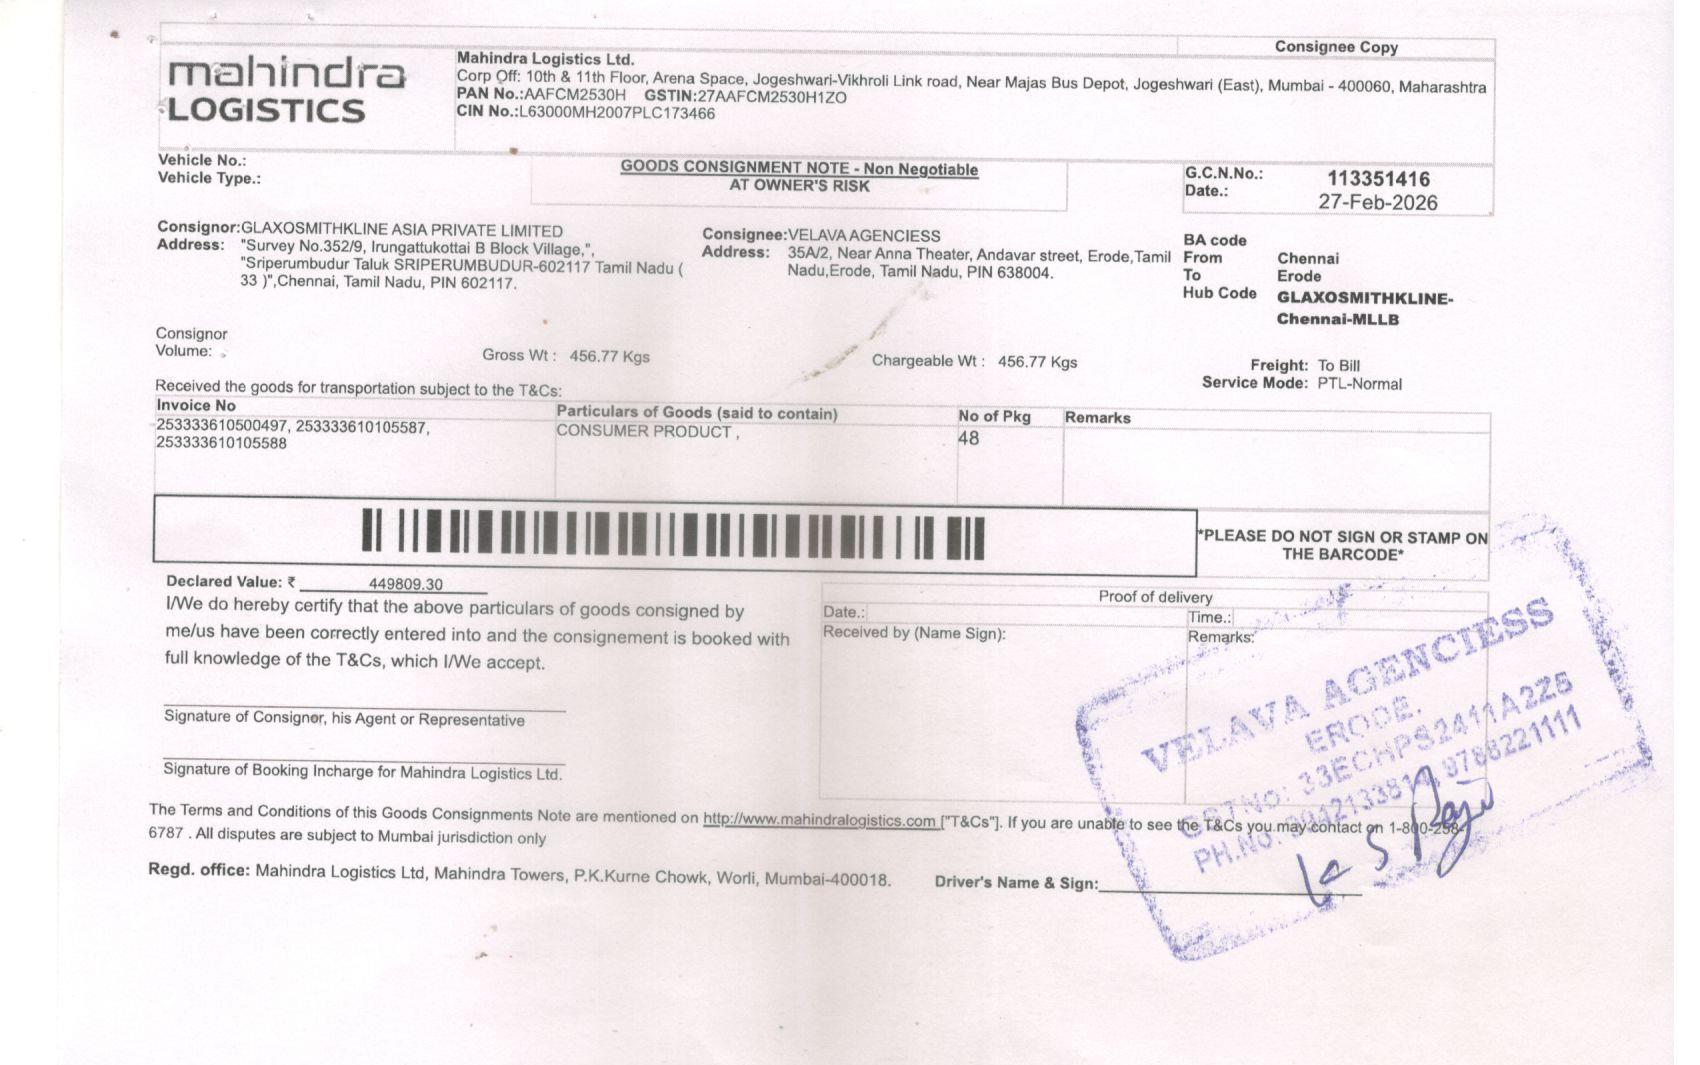 Consignee Copy
mahindra
LOGISTICS
Mahindra Logistics Ltd.
Corp Off: 10th & 11th Floor, Arena Space, Jogeshwari-Vikhroli Link road, Near Majas Bus Depot, Jogeshwari (East), Mumbai - 400060, Maharashtra
PAN No.:AAFCM2530H GSTIN:27AAFCM2530H1ZO
CIN No.:L63000MH2007PLC173466
Vehicle No.:
Vehicle Type.:
GOODS CONSIGNMENT NOTE - Non Negotiable
AT OWNER'S RISK
G.C.N.No.: 113351416
Date.: 27-Feb-2026
Consignor:GLAXOSMITHKLINE ASIA PRIVATE LIMITED
Address: "Survey No.352/9, Irungattukottai B Block Village,",
"Sriperumbudur Taluk SRIPERUMBUDUR-602117 Tamil Nadu (
33 )",Chennai, Tamil Nadu, PIN 602117.
Consignee:VELAVA AGENCIESS
Address: 35A/2, Near Anna Theater, Andavar street, Erode,Tamil
Nadu,Erode, Tamil Nadu, PIN 638004.
BA code
From Chennai
To Erode
Hub Code GLAXOSMITHKLINE-
Chennai-MLLB
Consignor
Volume:
Gross Wt : 456.77 Kgs
Chargeable Wt : 456.77 Kgs
Freight: To Bill
Service Mode: PTL-Normal
Received the goods for transportation subject to the T&Cs:
Invoice No Particulars of Goods (said to contain) No of Pkg Remarks
253333610500497, 253333610105587, CONSUMER PRODUCT , 48
253333610105588
*PLEASE DO NOT SIGN OR STAMP ON
THE BARCODE*
Declared Value: ₹ 449809.30
I/We do hereby certify that the above particulars of goods consigned by
me/us have been correctly entered into and the consignement is booked with
full knowledge of the T&Cs, which I/We accept.
Proof of delivery
Date.: Time.:
Received by (Name Sign): Remarks:
Signature of Consignor, his Agent or Representative
Signature of Booking Incharge for Mahindra Logistics Ltd.
VELAVA AGENCIESS
ERODE.
GSTNO: 33ECHPS2411A2Z5
PH.No: 9788221111
The Terms and Conditions of this Goods Consignments Note are mentioned on http://www.mahindralogistics.com ["T&Cs"]. If you are unable to see the T&Cs you may contact on 1-800-258-
6787 . All disputes are subject to Mumbai jurisdiction only
Regd. office: Mahindra Logistics Ltd, Mahindra Towers, P.K.Kurne Chowk, Worli, Mumbai-400018.
Driver's Name & Sign: